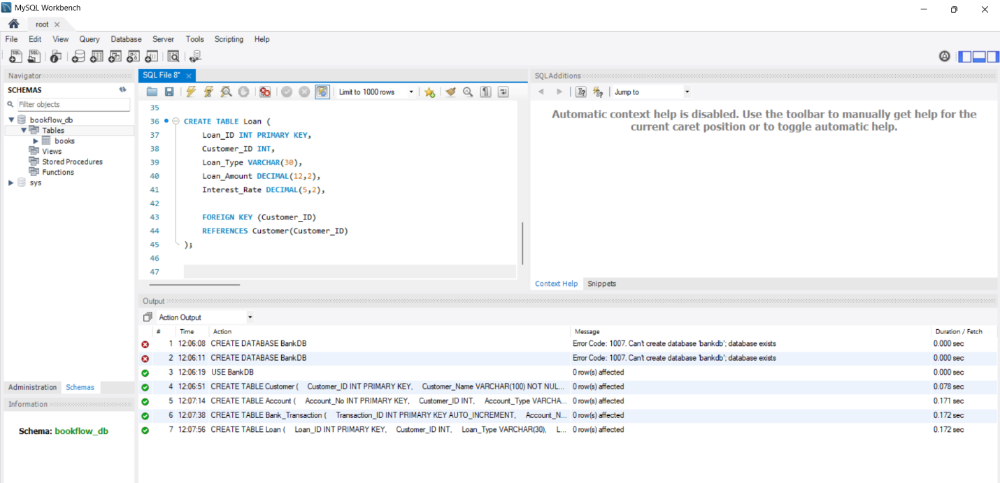 MySQL Workbench
root
File Edit View Query Database Server Tools Scripting Help
Navigator
SCHEMAS
Filter objects
bookflow_db
Tables
books
Views
Stored Procedures
Functions
sys
Administration Schemas
Information
Schema: bookflow_db
SQL File 8*
Limit to 1000 rows
35
36 CREATE TABLE Loan (
37 Loan_ID INT PRIMARY KEY,
38 Customer_ID INT,
39 Loan_Type VARCHAR(30),
40 Loan_Amount DECIMAL(12,2),
41 Interest_Rate DECIMAL(5,2),
42
43 FOREIGN KEY (Customer_ID)
44 REFERENCES Customer(Customer_ID)
45 );
46
47
SQLAdditions
Jump to
Automatic context help is disabled. Use the toolbar to manually get help for the
current caret position or to toggle automatic help.
Context Help Snippets
Output
Action Output
# Time Action Message Duration / Fetch
1 12:06:08 CREATE DATABASE BankDB Error Code: 1007. Can't create database 'bankdb'; database exists 0.000 sec
2 12:06:11 CREATE DATABASE BankDB Error Code: 1007. Can't create database 'bankdb'; database exists 0.000 sec
3 12:06:19 USE BankDB 0 row(s) affected 0.000 sec
4 12:06:51 CREATE TABLE Customer ( Customer_ID INT PRIMARY KEY, Customer_Name VARCHAR(100) NOT NUL... 0 row(s) affected 0.078 sec
5 12:07:14 CREATE TABLE Account ( Account_No INT PRIMARY KEY, Customer_ID INT, Account_Type VARCHA... 0 row(s) affected 0.171 sec
6 12:07:38 CREATE TABLE Bank_Transaction ( Transaction_ID INT PRIMARY KEY AUTO_INCREMENT, Account_N... 0 row(s) affected 0.172 sec
7 12:07:56 CREATE TABLE Loan ( Loan_ID INT PRIMARY KEY, Customer_ID INT, Loan_Type VARCHAR(30), L... 0 row(s) affected 0.172 sec